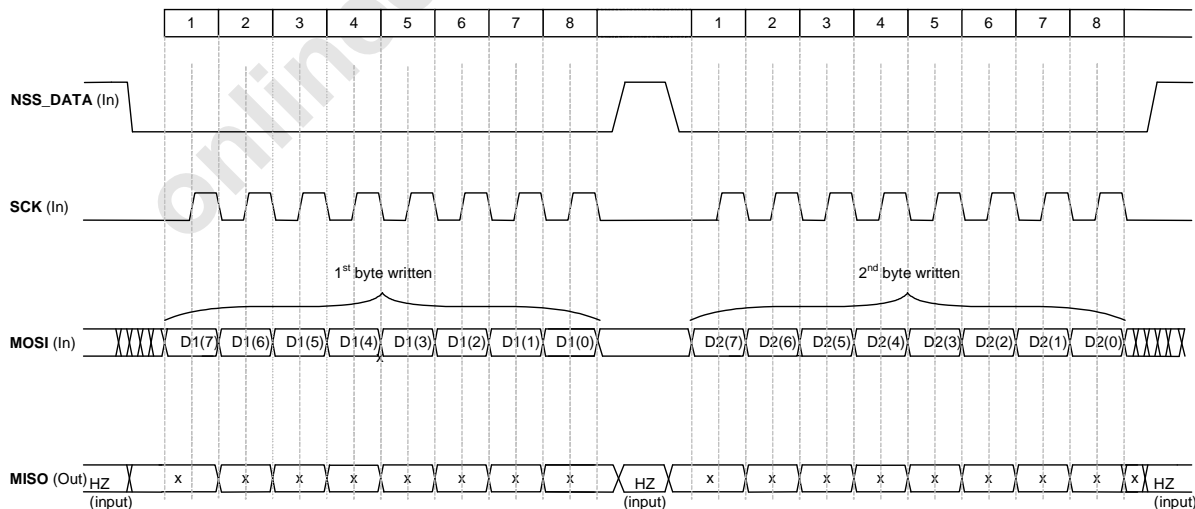 1 2 3 4 5 6 7 8 1 2 3 4 5 6 7 8
NSS_DATA (In)
SCK (In)
1st byte written 2nd byte written
MOSI (In) D1(7) D1(6) D1(5) D1(4) D1(3) D1(2) D1(1) D1(0) D2(7) D2(6) D2(5) D2(4) D2(3) D2(2) D2(1) D2(0)
x
MISO (Out) HZ x x x x x x x x HZ x x x x x x x x x HZ
(input) (input) (input)
online